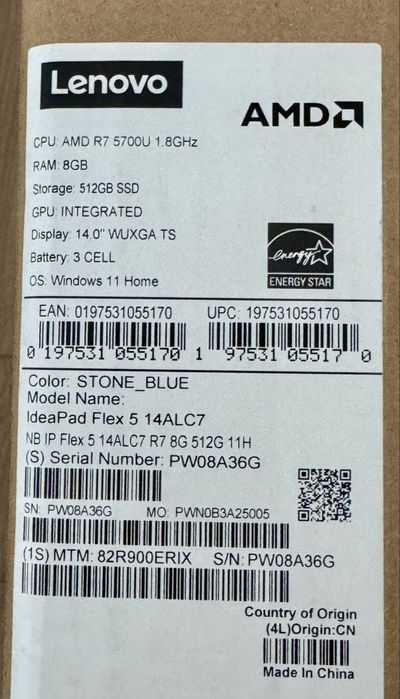 Lenovo
AMD
CPU: AMD R7 5700U 1.8GHz
RAM: 8GB
Storage: 512GB SSD
GPU: INTEGRATED
Display: 14.0" WUXGA TS
Battery: 3 CELL
OS: Windows 11 Home
energy
ENERGY STAR
EAN: 0197531055170 UPC: 197531055170
0 197531 055170 1 97531 05517 0
Color: STONE_BLUE
Model Name:
IdeaPad Flex 5 14ALC7
NB IP Flex 5 14ALC7 R7 8G 512G 11H
(S) Serial Number: PW08A36G
SN: PW08A36G MO: PWN0B3A25005
(1S) MTM: 82R900ERIX S/N: PW08A36G
Country of Origin
(4L)Origin:CN
Made In China